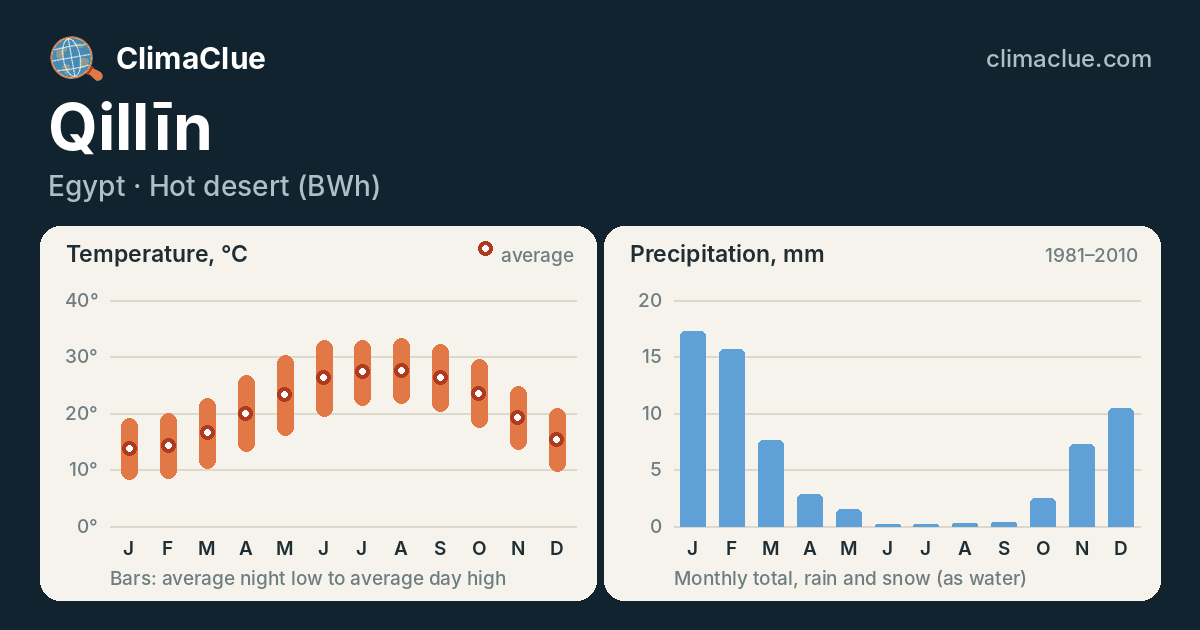 ClimaClue
climaclue.com
Qillīn
Egypt · Hot desert (BWh)
Temperature, °C
average
40°
30°
20°
10°
0°
J F M A M J J A S O N D
Bars: average night low to average day high
Precipitation, mm
1981–2010
20
15
10
5
0
J F M A M J J A S O N D
Monthly total, rain and snow (as water)